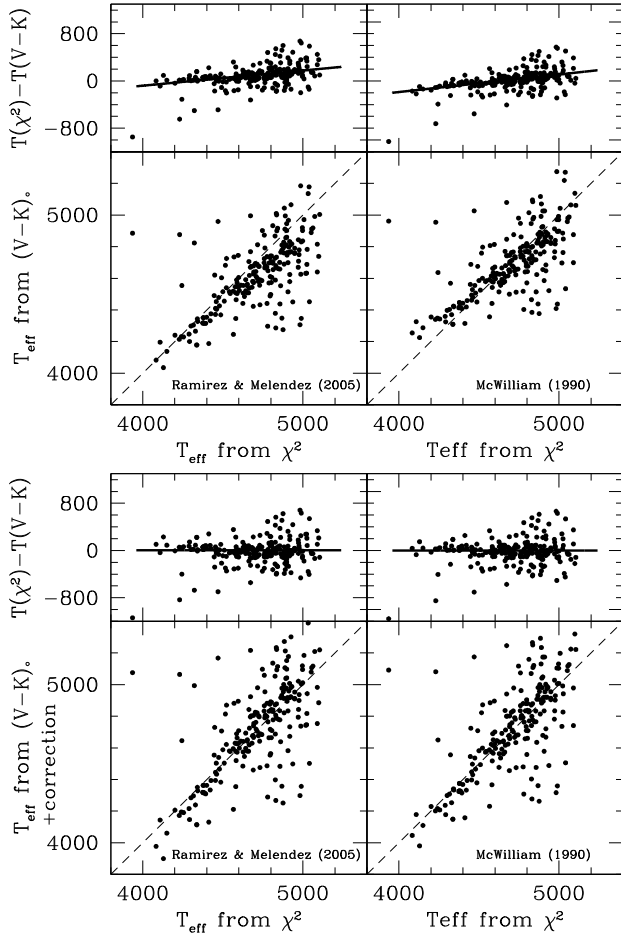 800
0
−800
T(χ²)−T(V−K)
5000
4000
T_eff from (V−K)∘
Ramirez & Melendez (2005)
McWilliam (1990)
4000 5000 4000 5000
T_eff from χ² Teff from χ²
800
0
−800
T(χ²)−T(V−K)
5000
4000
T_eff from (V−K)∘
+correction
Ramirez & Melendez (2005)
McWilliam (1990)
4000 5000 4000 5000
T_eff from χ² Teff from χ²